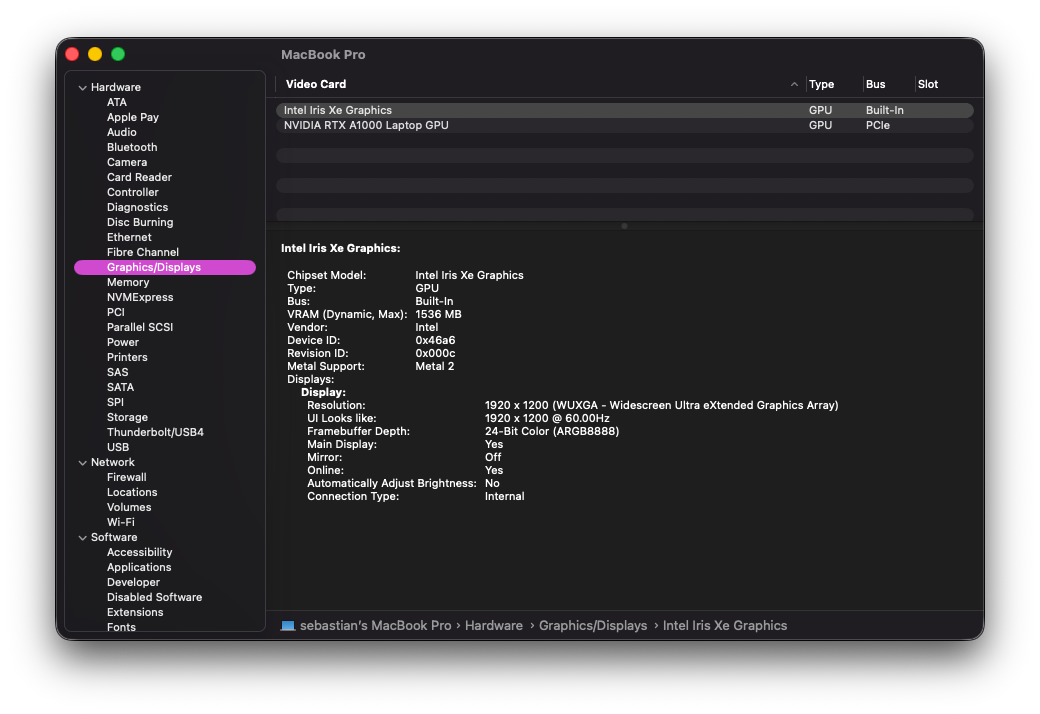 MacBook Pro
Hardware
ATA
Apple Pay
Audio
Bluetooth
Camera
Card Reader
Controller
Diagnostics
Disc Burning
Ethernet
Fibre Channel
Graphics/Displays
Memory
NVMExpress
PCI
Parallel SCSI
Power
Printers
SAS
SATA
SPI
Storage
Thunderbolt/USB4
USB
Network
Firewall
Locations
Volumes
Wi-Fi
Software
Accessibility
Applications
Developer
Disabled Software
Extensions
Fonts
Video Card Type Bus Slot
Intel Iris Xe Graphics GPU Built-In
NVIDIA RTX A1000 Laptop GPU GPU PCIe
Intel Iris Xe Graphics:
Chipset Model: Intel Iris Xe Graphics
Type: GPU
Bus: Built-In
VRAM (Dynamic, Max): 1536 MB
Vendor: Intel
Device ID: 0x46a6
Revision ID: 0x000c
Metal Support: Metal 2
Displays:
Display:
Resolution: 1920 x 1200 (WUXGA - Widescreen Ultra eXtended Graphics Array)
UI Looks like: 1920 x 1200 @ 60.00Hz
Framebuffer Depth: 24-Bit Color (ARGB8888)
Main Display: Yes
Mirror: Off
Online: Yes
Automatically Adjust Brightness: No
Connection Type: Internal
sebastian's MacBook Pro › Hardware › Graphics/Displays › Intel Iris Xe Graphics